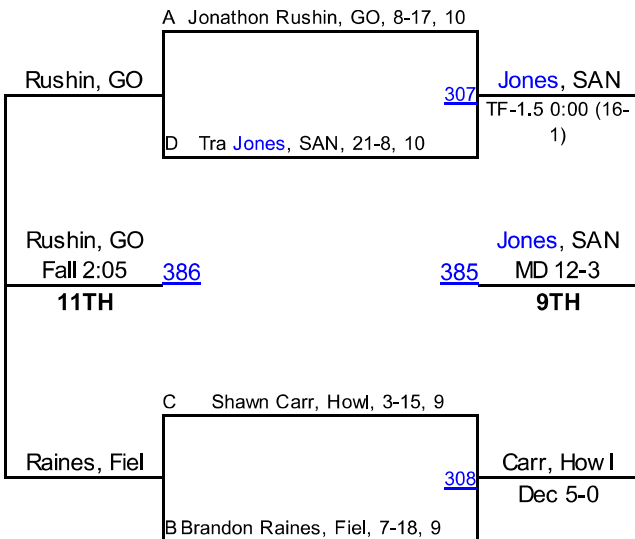 A Jonathon Rushin, GO, 8-17, 10
Rushin, GO
307
Jones, SAN
TF-1.5 0:00 (16-
1)
D Tra Jones, SAN, 21-8, 10
Rushin, GO
Fall 2:05
11TH
386
385
Jones, SAN
MD 12-3
9TH
C Shawn Carr, Howl, 3-15, 9
Raines, Fiel
308
Carr, Howl
Dec 5-0
B Brandon Raines, Fiel, 7-18, 9